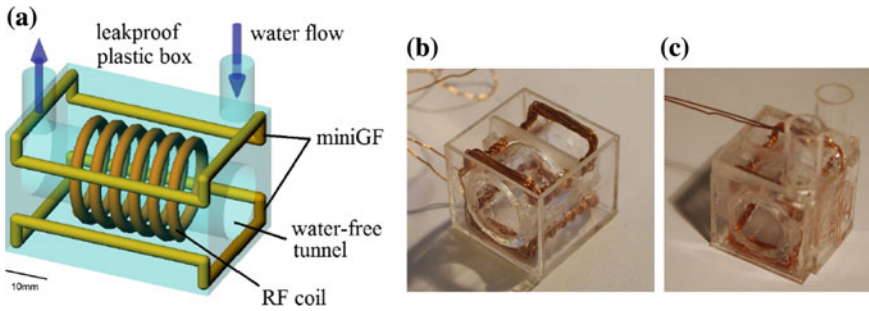 (a)
leakproof
plastic box
water flow
miniGF
water-free
tunnel
RF coil
10mm
(b)
(c)